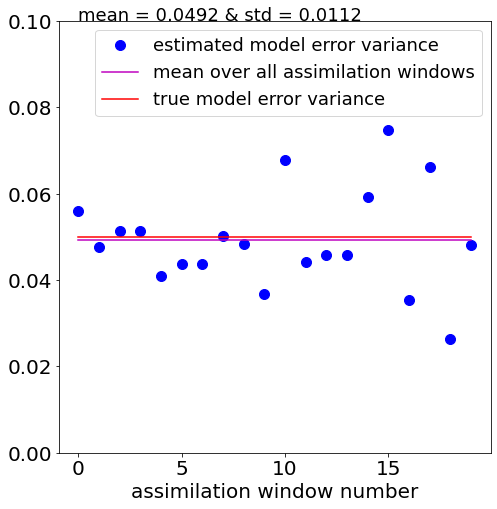 mean = 0.0492 & std = 0.0112
estimated model error variance
mean over all assimilation windows
true model error variance
0.10
0.08
0.06
0.04
0.02
0.00
0 5 10 15
assimilation window number